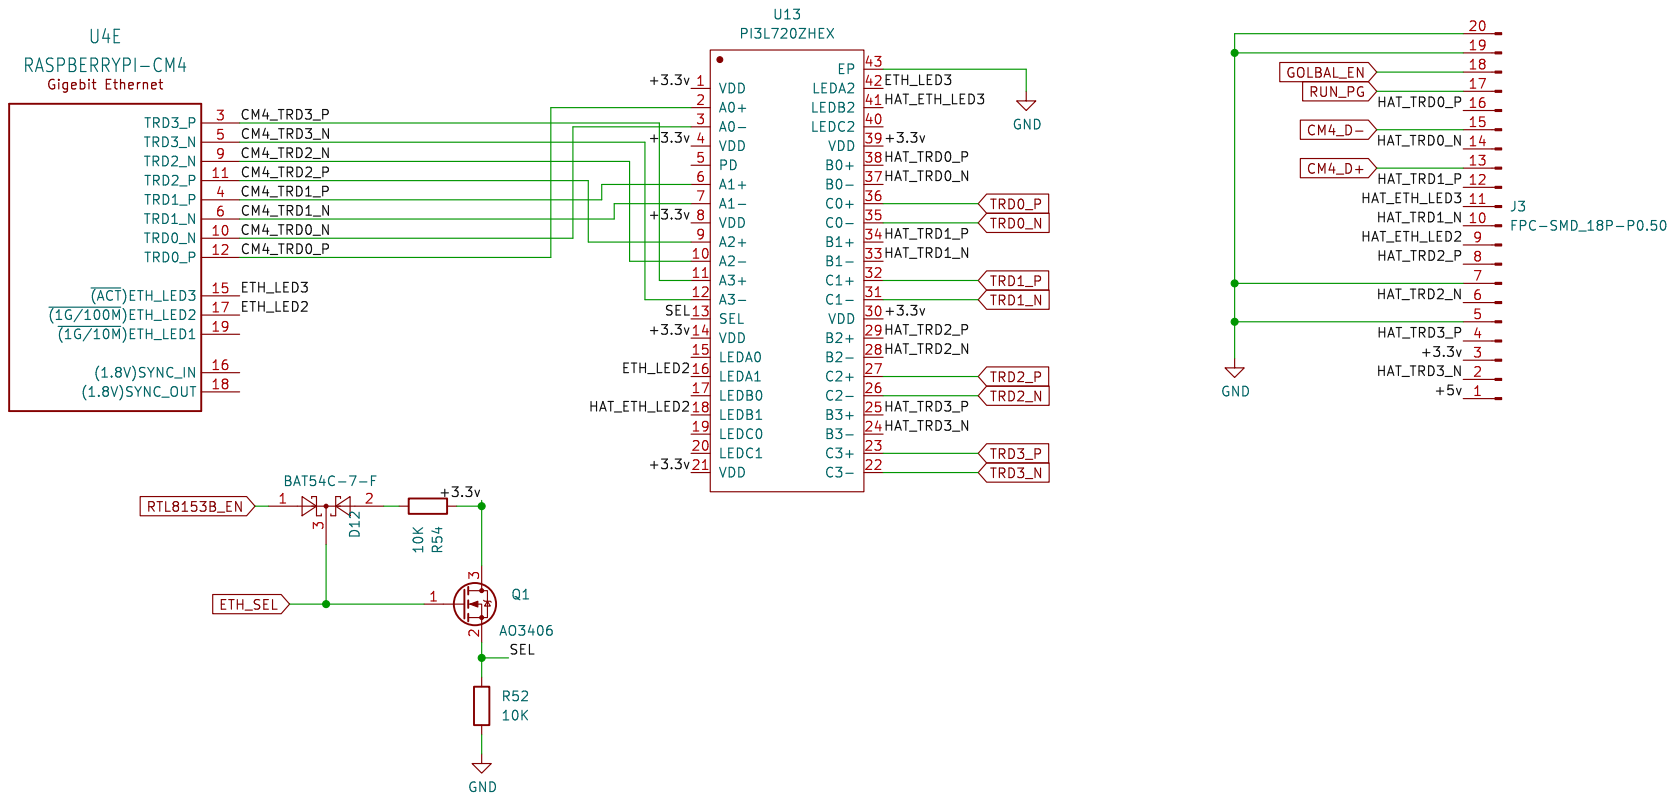 U4E
RASPBERRYPI-CM4
Gigebit Ethernet
TRD3_P 3 CM4_TRD3_P
TRD3_N 5 CM4_TRD3_N
TRD2_N 9 CM4_TRD2_N
TRD2_P 11 CM4_TRD2_P
TRD1_P 4 CM4_TRD1_P
TRD1_N 6 CM4_TRD1_N
TRD0_N 10 CM4_TRD0_N
TRD0_P 12 CM4_TRD0_P
(ACT)ETH_LED3 15 ETH_LED3
(1G/100M)ETH_LED2 17 ETH_LED2
(1G/10M)ETH_LED1 19
(1.8V)SYNC_IN 16
(1.8V)SYNC_OUT 18
U13
PI3L720ZHEX
+3.3v 1 VDD
2 A0+
3 A0-
+3.3v 4 VDD
5 PD
6 A1+
7 A1-
+3.3v 8 VDD
9 A2+
10 A2-
11 A3+
12 A3-
SEL 13 SEL
+3.3v 14 VDD
15 LEDA0
ETH_LED2 16 LEDA1
17 LEDB0
HAT_ETH_LED2 18 LEDB1
19 LEDC0
20 LEDC1
+3.3v 21 VDD
EP 43
LEDA2 42 ETH_LED3
LEDB2 41 HAT_ETH_LED3
LEDC2 40
VDD 39 +3.3v
B0+ 38 HAT_TRD0_P
B0- 37 HAT_TRD0_N
C0+ 36 TRD0_P
C0- 35 TRD0_N
B1+ 34 HAT_TRD1_P
B1- 33 HAT_TRD1_N
C1+ 32 TRD1_P
C1- 31 TRD1_N
VDD 30 +3.3v
B2+ 29 HAT_TRD2_P
B2- 28 HAT_TRD2_N
C2+ 27 TRD2_P
C2- 26 TRD2_N
B3+ 25 HAT_TRD3_P
B3- 24 HAT_TRD3_N
C3+ 23 TRD3_P
C3- 22 TRD3_N
GND
20
19
GOLBAL_EN 18
RUN_PG 17
HAT_TRD0_P 16
CM4_D- 15
HAT_TRD0_N 14
CM4_D+ 13
HAT_TRD1_P 12
HAT_ETH_LED3 11
HAT_TRD1_N 10
HAT_ETH_LED2 9
HAT_TRD2_P 8
7
HAT_TRD2_N 6
5
HAT_TRD3_P 4
+3.3v 3
HAT_TRD3_N 2
+5v 1
J3
FPC-SMD_18P-P0.50
GND
BAT54C-7-F
RTL8153B_EN 1 2 +3.3v
3 D12
10K
R54
ETH_SEL 1 3 Q1
2 AO3406
SEL
R52
10K
GND